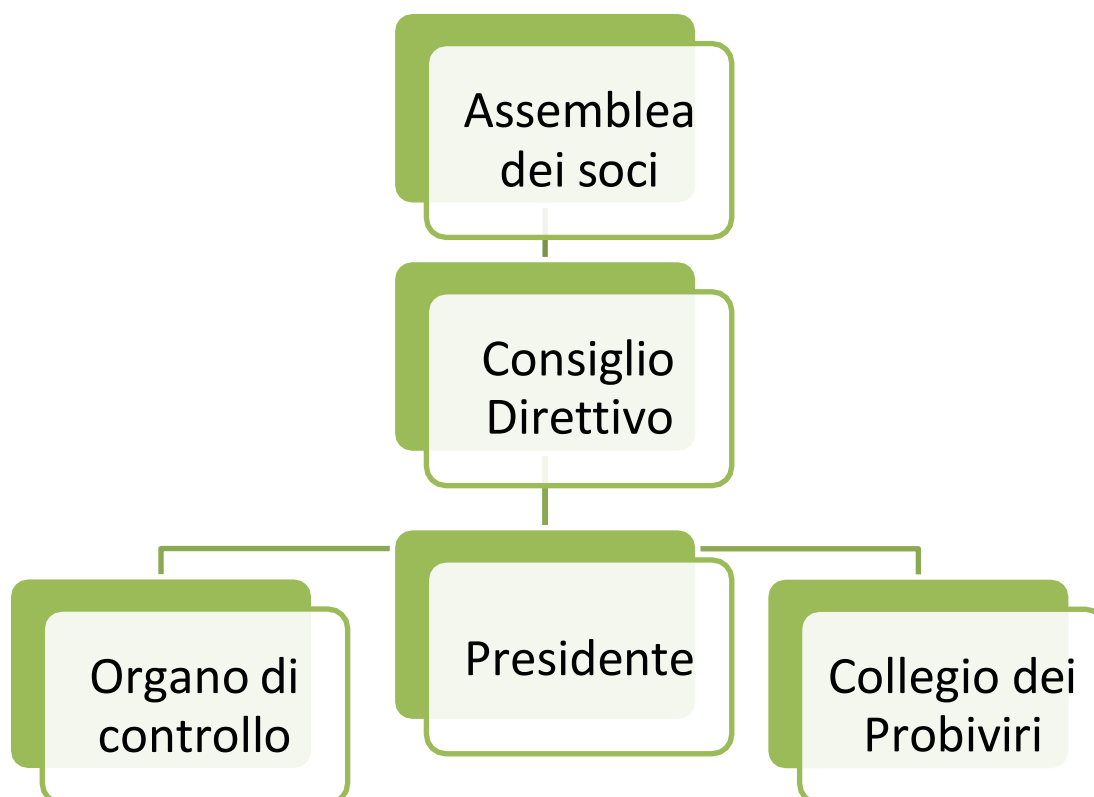 Assemblea
dei soci
Consiglio
Direttivo
Organo di
controllo
Presidente
Collegio dei
Probiviri